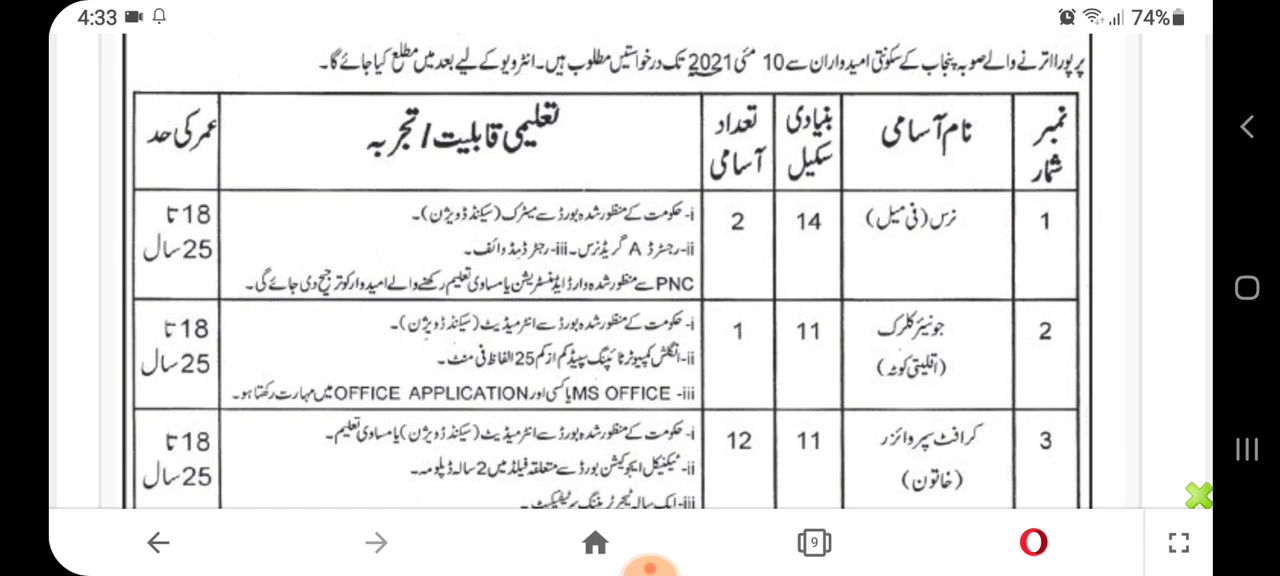 4:33
74%
پر پورا اترنے والے صوبہ پنجاب کے سکونتی امیدواران سے 10 مئی 2021 تک درخواستیں مطلوب ہیں۔ انٹرویو کے لیے بعد میں مطلع کیا جائے گا۔
نمبر شمار
نام آسامی
بنیادی سکیل
تعداد آسامی
تعلیمی قابلیت / تجربہ
عمر کی حد
1
نرس (فی میل)
14
2
i- حکومت کے منظور شدہ بورڈ سے میٹرک (سیکنڈ ڈویژن)۔
ii- رجسٹرڈ A گریڈ نرس۔ iii- رجسٹرڈ مڈوائف۔
PNC سے منظور شدہ وارڈ ایڈمنسٹریشن یا مساوی تعلیم رکھنے والے امیدوار کو ترجیح دی جائے گی۔
18 تا
25 سال
2
جونیئر کلرک
(اقلیتی کوٹہ)
11
1
i- حکومت کے منظور شدہ بورڈ سے انٹرمیڈیٹ (سیکنڈ ڈویژن)۔
ii- انگلش کمپیوٹر ٹائپنگ سپیڈ کم از کم 25 الفاظ فی منٹ۔
iii- MS OFFICE یا کسی اور OFFICE APPLICATION میں مہارت رکھتا ہو۔
18 تا
25 سال
3
کرافٹ سپروائزر
(خاتون)
11
12
i- حکومت کے منظور شدہ بورڈ سے انٹرمیڈیٹ (سیکنڈ ڈویژن) یا مساوی تعلیم۔
ii- ٹیکنیکل ایجوکیشن بورڈ سے متعلقہ فیلڈ میں 2 سالہ ڈپلومہ۔
iii- ایک سالہ ٹیچر ٹریننگ سرٹیفکیٹ۔
18 تا
25 سال
9